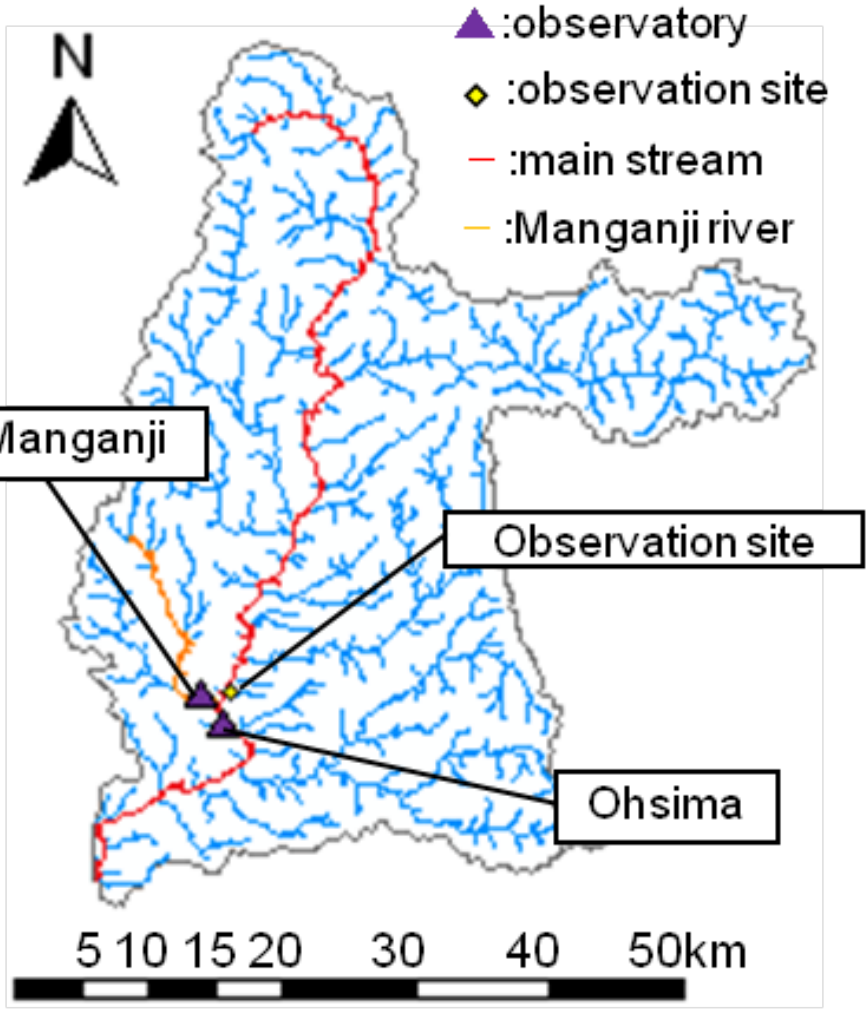 N
:observatory
:observation site
:main stream
:Manganji river
Manganji
Observation site
Ohsima
5 10 15 20 30 40 50km